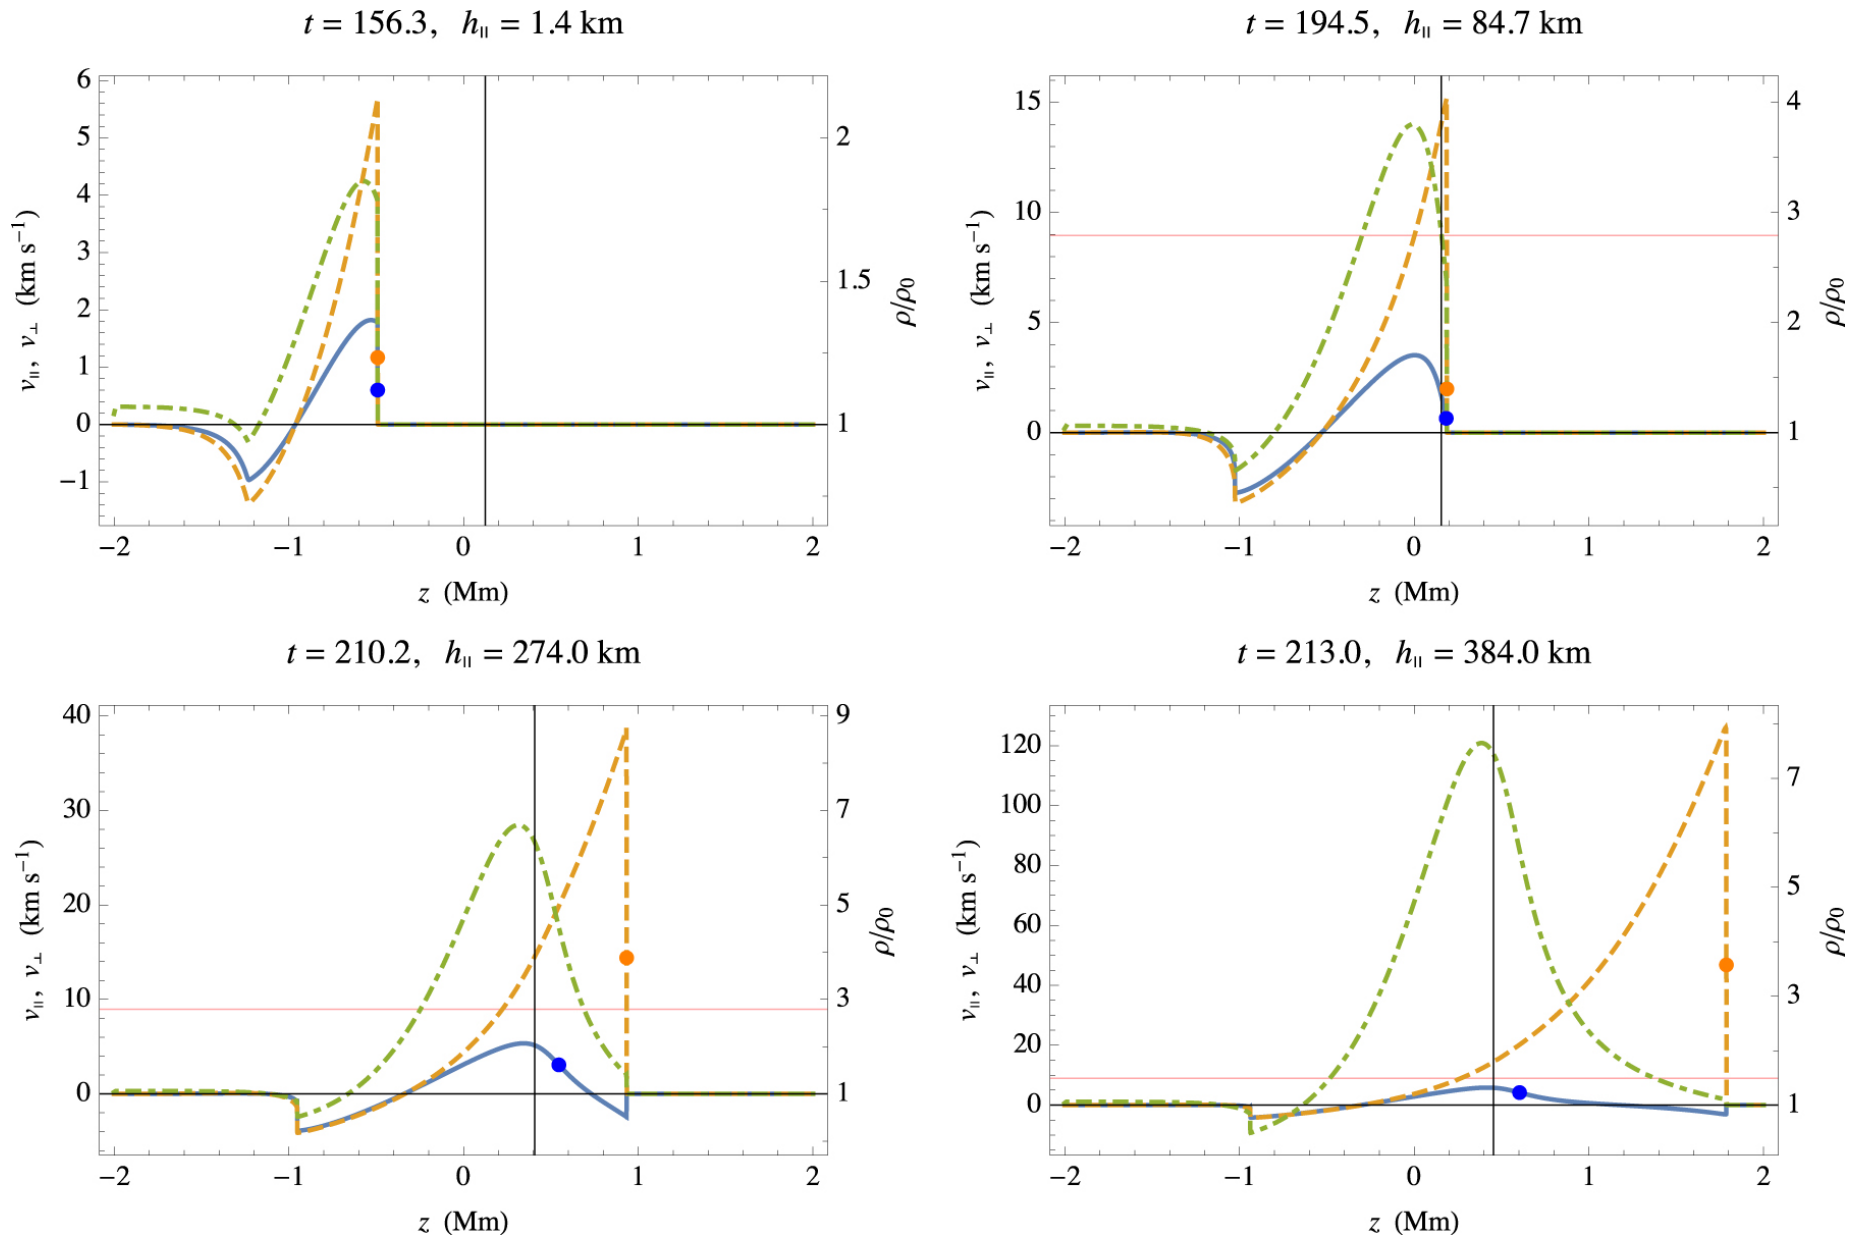 t = 156.3, h∥ = 1.4 km
6
5
4
3
2
1
0
−1
2
1.5
1
v∥, v⊥ (km s⁻¹)
ρ/ρ₀
−2 −1 0 1 2
z (Mm)
t = 194.5, h∥ = 84.7 km
15
10
5
0
4
3
2
1
v∥, v⊥ (km s⁻¹)
ρ/ρ₀
−2 −1 0 1 2
z (Mm)
t = 210.2, h∥ = 274.0 km
40
30
20
10
0
9
7
5
3
1
v∥, v⊥ (km s⁻¹)
ρ/ρ₀
−2 −1 0 1 2
z (Mm)
t = 213.0, h∥ = 384.0 km
120
100
80
60
40
20
0
7
5
3
1
v∥, v⊥ (km s⁻¹)
ρ/ρ₀
−2 −1 0 1 2
z (Mm)